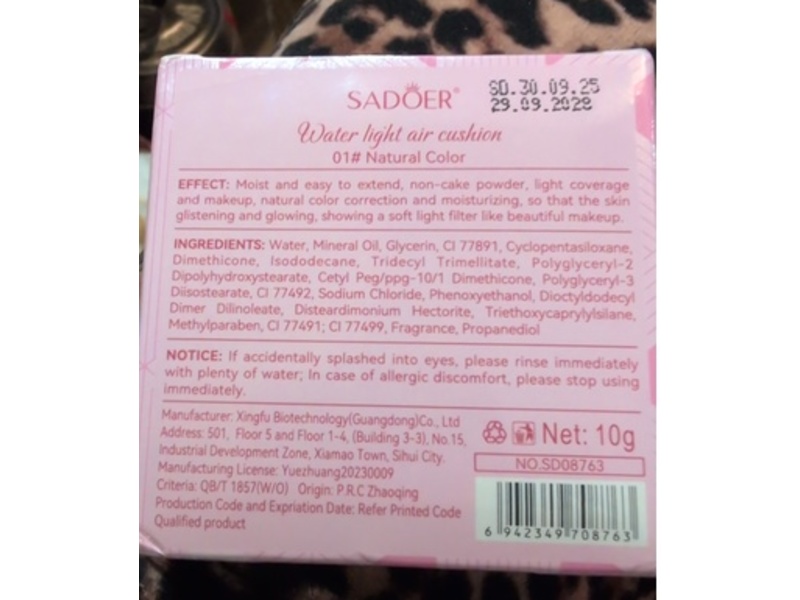 SADOER®
SD.30.09.25
29.09.2028
Water light air cushion
01# Natural Color
EFFECT: Moist and easy to extend, non-cake powder, light coverage
and makeup, natural color correction and moisturizing, so that the skin
glistening and glowing, showing a soft light filter like beautiful makeup.
INGREDIENTS: Water, Mineral Oil, Glycerin, CI 77891, Cyclopentasiloxane,
Dimethicone, Isododecane, Tridecyl Trimellitate, Polyglyceryl-2
Dipolyhydroxystearate, Cetyl Peg/ppg-10/1 Dimethicone, Polyglyceryl-3
Diisostearate, CI 77492, Sodium Chloride, Phenoxyethanol, Dioctyldodecyl
Dimer Dilinoleate, Disteardimonium Hectorite, Triethoxycaprylylsilane,
Methylparaben, CI 77491; CI 77499, Fragrance, Propanediol
NOTICE: If accidentally splashed into eyes, please rinse immediately
with plenty of water; In case of allergic discomfort, please stop using
immediately.
Manufacturer: Xingfu Biotechnology(Guangdong)Co., Ltd
Address: 501, Floor 5 and Floor 1-4, (Building 3-3), No.15,
Industrial Development Zone, Xiamao Town, Sihui City.
Manufacturing License: Yuezhuang20230009
Criteria: QB/T 1857(W/O) Origin: P.R.C Zhaoqing
Production Code and Expriation Date: Refer Printed Code
Qualified product
Net: 10g
NO.SD08763
6 942349 708763